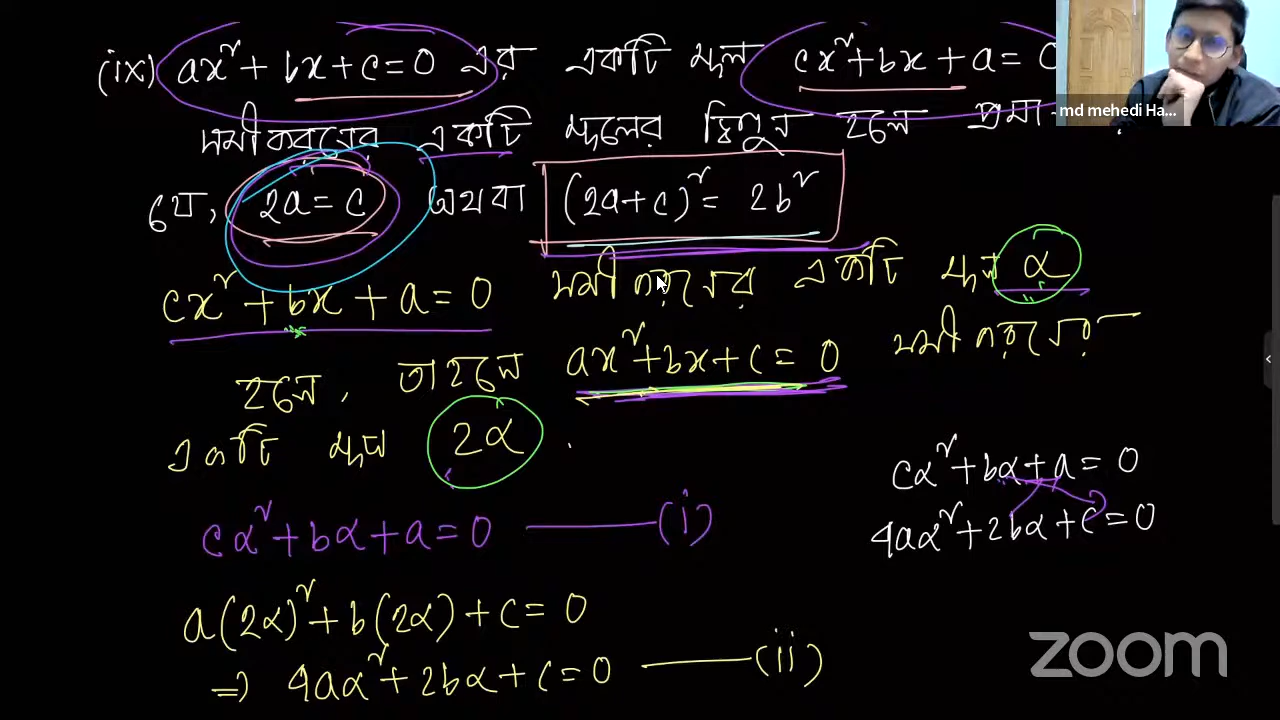 (ix) ax² + bx + c = 0 এর একটি মূল cx² + bx + a = 0
সমীকরণের একটি মূলের দ্বিগুন হলে প্রমা
যে, 2a = c অথবা (2a+c)² = 2b²
cx² + bx + a = 0 সমীকরণের একটি মূল α
হলে, তাহলে ax² + bx + c = 0 সমীকরণের
একটি মূল 2α .
cα² + bα + a = 0 —— (i)
a(2α)² + b(2α) + c = 0
=> 4aα² + 2bα + c = 0 —— (ii)
cα² + bα + a = 0
4aα² + 2bα + c = 0
md mehedi Ha...
zoom